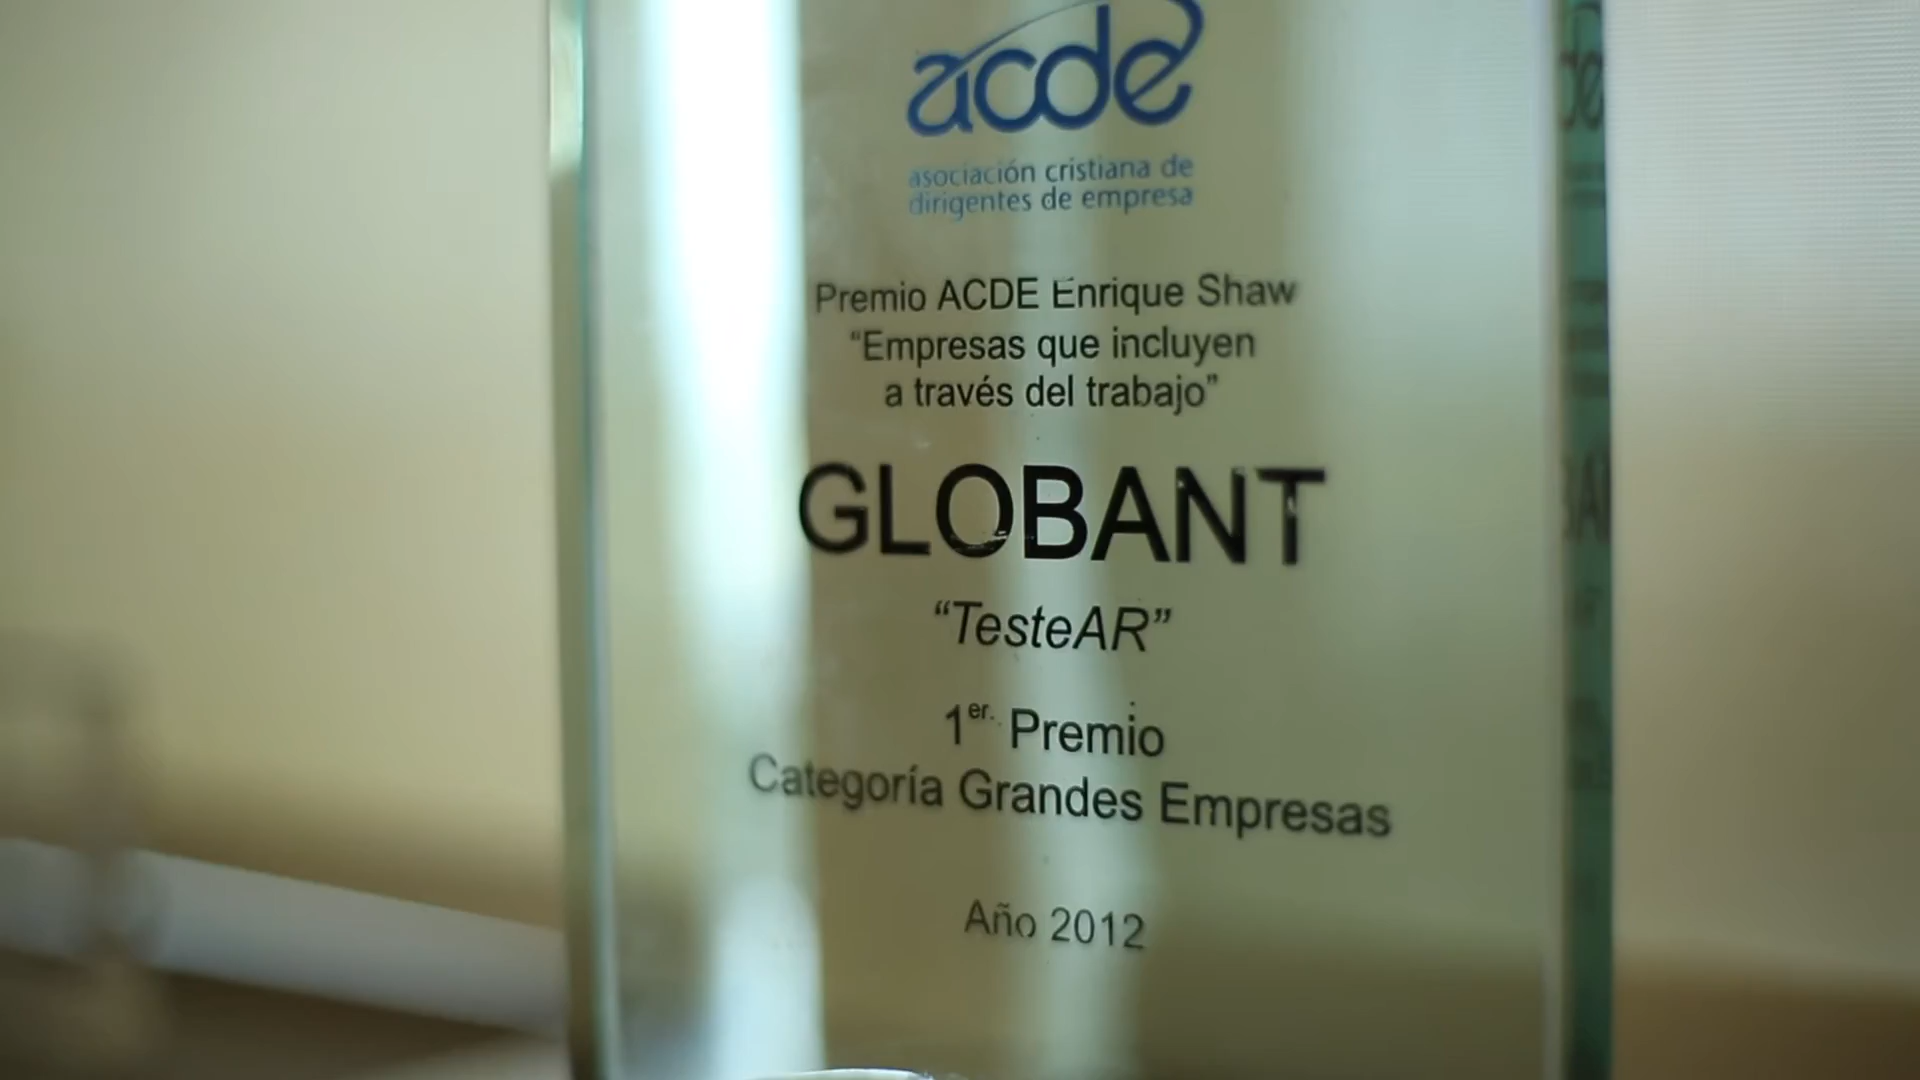 acde
asociación cristiana de
dirigentes de empresa
Premio ACDE Enrique Shaw
“Empresas que incluyen
a través del trabajo”
GLOBANT
“TesteAR”
1er. Premio
Categoría Grandes Empresas
Año 2012